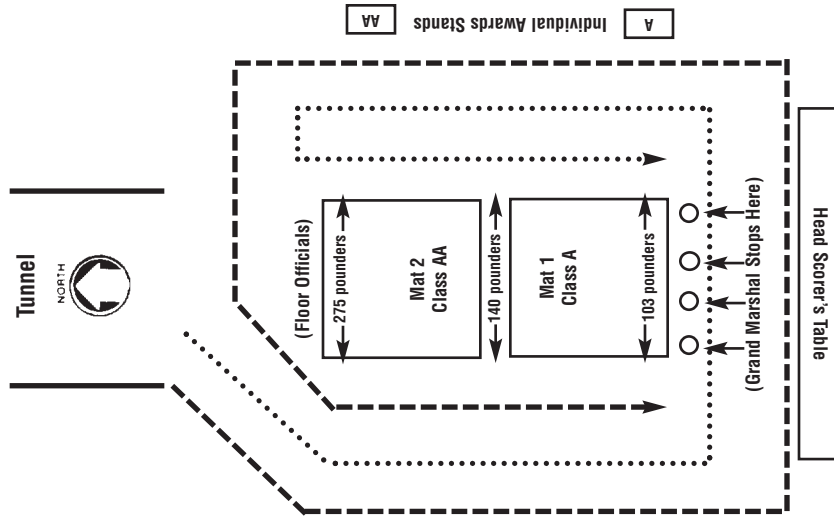 AA
Individual Awards Stands
A
Tunnel
NORTH
(Floor Officials)
275 pounders
Mat 2
Class AA
140 pounders
Mat 1
Class A
103 pounders
(Grand Marshal Stops Here)
Head Scorer's Table